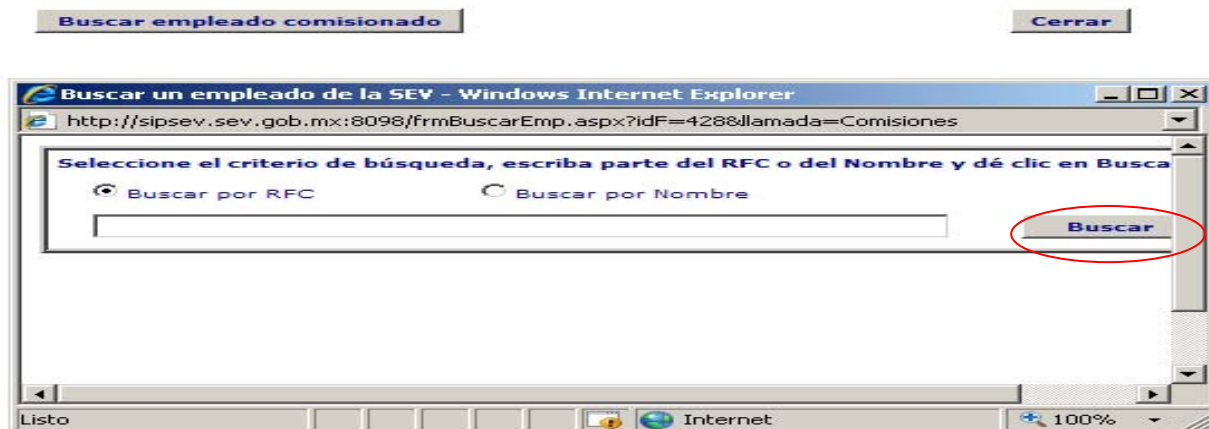 Buscar empleado comisionado Cerrar
Buscar un empleado de la SEV - Windows Internet Explorer
http://sipsev.sev.gob.mx:8098/frmBuscarEmp.aspx?idF=428&llamada=Comisiones
Seleccione el criterio de búsqueda, escriba parte del RFC o del Nombre y dé clic en Busca
Buscar por RFC Buscar por Nombre
Buscar
Listo Internet 100%